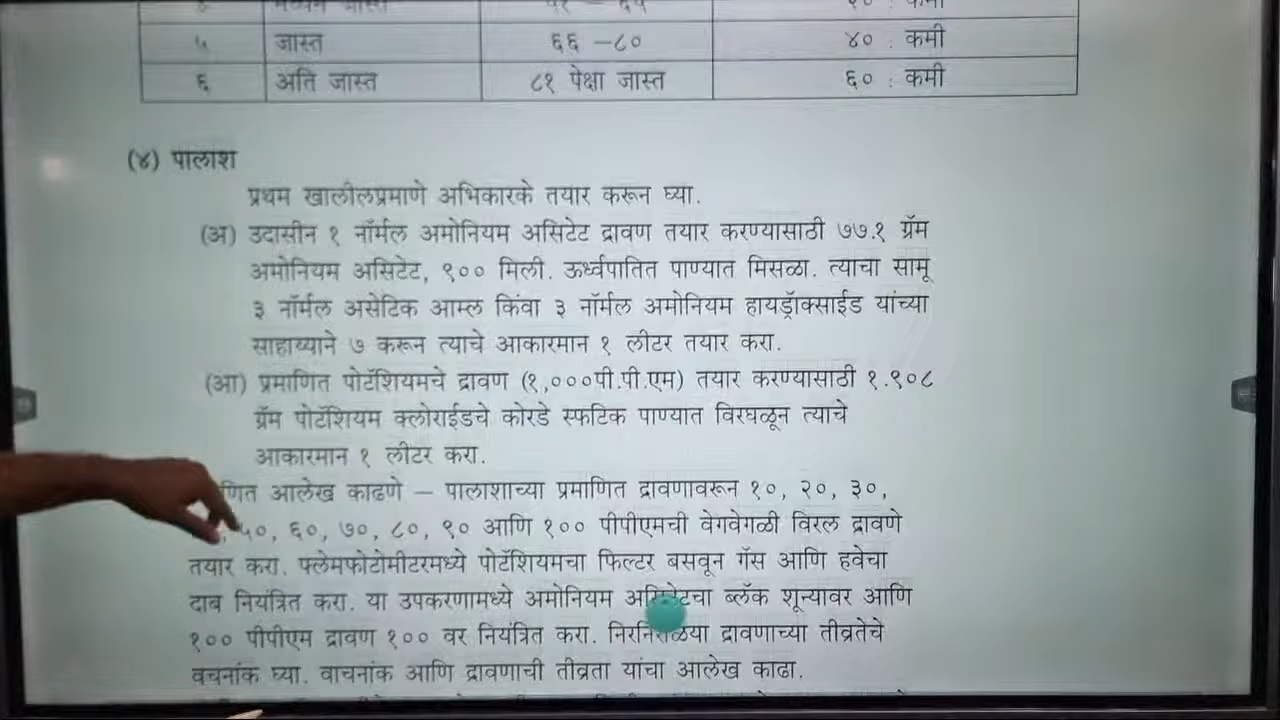 ५ जास्त ६६ –८० ४० : कमी
६ अति जास्त ८१ पेक्षा जास्त ६० : कमी
(४) पालाश
प्रथम खालीलप्रमाणे अभिकारके तयार करून घ्या.
(अ) उदासीन १ नॉर्मल अमोनियम असिटेट द्रावण तयार करण्यासाठी ७७.१ ग्रॅम
अमोनियम असिटेट, ९०० मिली. ऊर्ध्वपातित पाण्यात मिसळा. त्याचा सामू
३ नॉर्मल असेटिक आम्ल किंवा ३ नॉर्मल अमोनियम हायड्रॉक्साईड यांच्या
साहाय्याने ७ करून त्याचे आकारमान १ लीटर तयार करा.
(आ) प्रमाणित पोटॅशियमचे द्रावण (१,०००पी.पी.एम) तयार करण्यासाठी १.९०८
ग्रॅम पोटॅशियम क्लोराईडचे कोरडे स्फटिक पाण्यात विरघळून त्याचे
आकारमान १ लीटर करा.
णित आलेख काढणे – पालाशाच्या प्रमाणित द्रावणावरून १०, २०, ३०,
, ५०, ६०, ७०, ८०, ९० आणि १०० पीपीएमची वेगवेगळी विरल द्रावणे
तयार करा. फ्लेमफोटोमीटरमध्ये पोटॅशियमचा फिल्टर बसवून गॅस आणि हवेचा
दाब नियंत्रित करा. या उपकरणामध्ये अमोनियम असिटेटचा ब्लॅक शून्यावर आणि
१०० पीपीएम द्रावण १०० वर नियंत्रित करा. निरनिराळया द्रावणाच्या तीव्रतेचे
वचनांक घ्या. वाचनांक आणि द्रावणाची तीव्रता यांचा आलेख काढा.